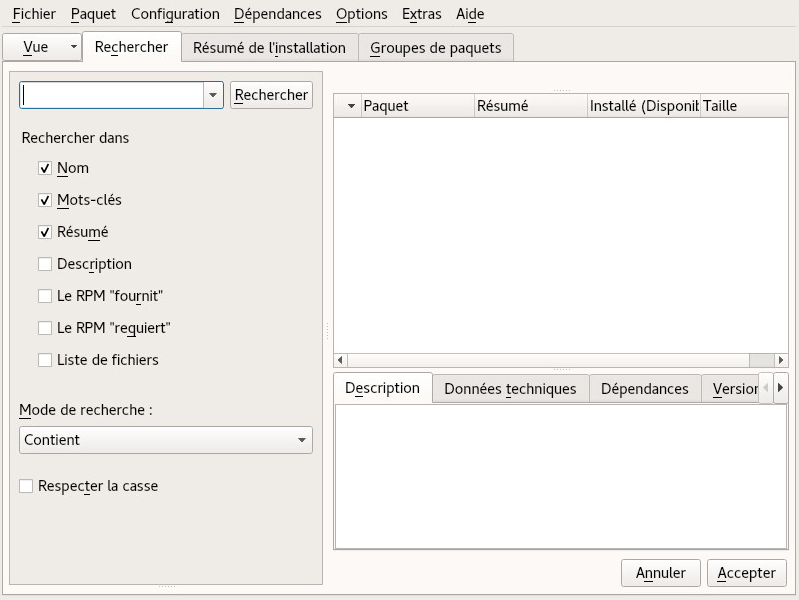 Fichier Paquet Configuration Dépendances Options Extras Aide
Vue Rechercher Résumé de l'installation Groupes de paquets
Rechercher
Paquet Résumé Installé (Disponib Taille
Rechercher dans
Nom
Mots-clés
Résumé
Description
Le RPM "fournit"
Le RPM "requiert"
Liste de fichiers
Description Données techniques Dépendances Version
Mode de recherche :
Contient
Respecter la casse
Annuler Accepter